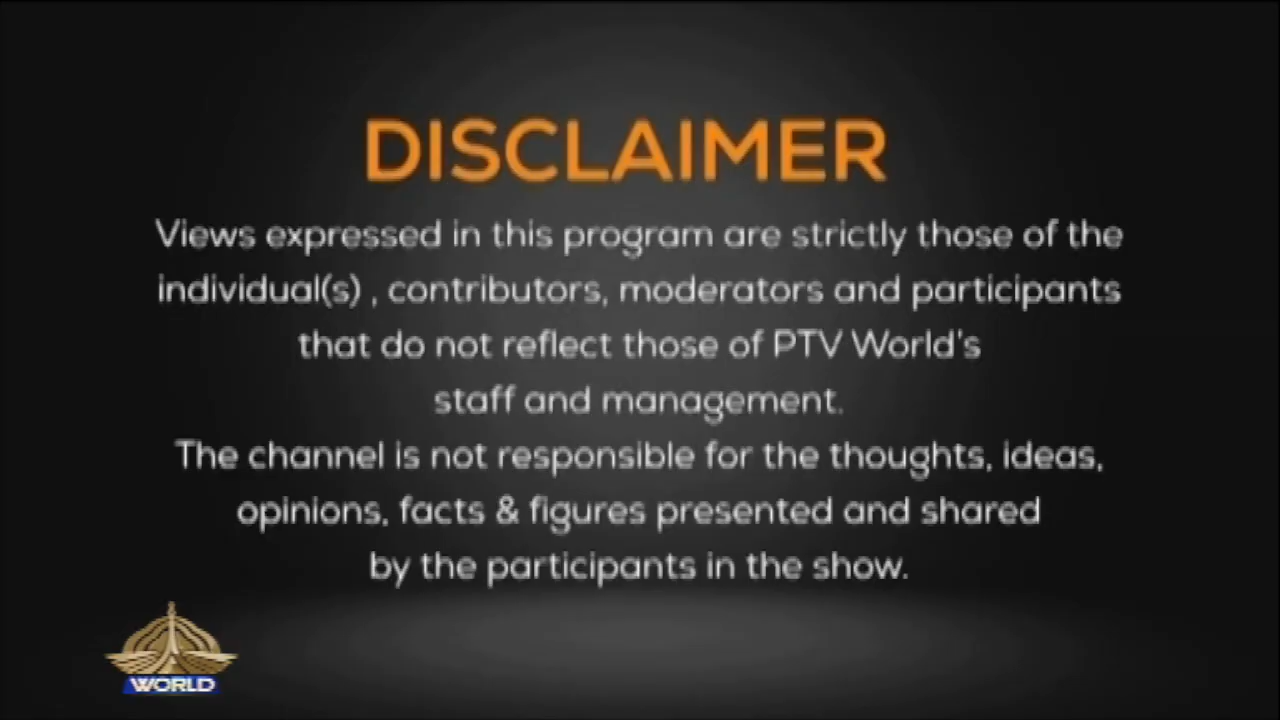 DISCLAIMER
Views expressed in this program are strictly those of the
individual(s) , contributors, moderators and participants
that do not reflect those of PTV World's
staff and management.
The channel is not responsible for the thoughts, ideas,
opinions, facts & figures presented and shared
by the participants in the show.
WORLD